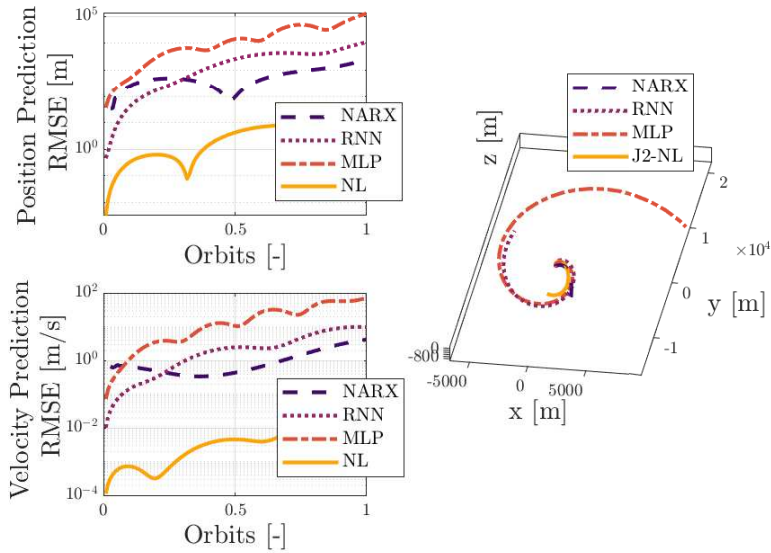 Position Prediction
RMSE [m]
10^5
10^0
0
0.5
1
Orbits [-]
NARX
RNN
MLP
NL
Velocity Prediction
RMSE [m/s]
10^2
10^0
10^-2
10^-4
0
0.5
1
Orbits [-]
NARX
RNN
MLP
NL
NARX
RNN
MLP
J2-NL
z [m]
0
-800
-5000
0
5000
x [m]
2
1
×10^4
0
y [m]
-1